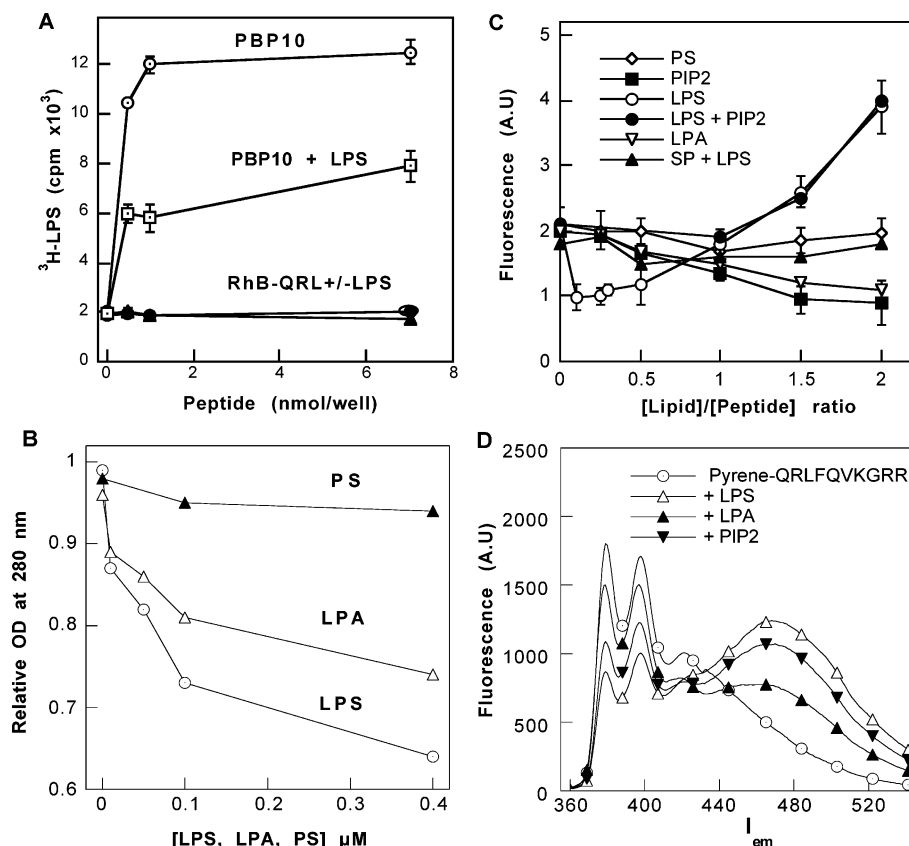 A
PBP10
12
10
8
6
4
2
0
³H-LPS (cpm x10³)
PBP10 + LPS
RhB-QRL+/-LPS
0 2 4 6 8
Peptide (nmol/well)
C
PS
PIP2
LPS
LPS + PIP2
LPA
SP + LPS
5
4
3
2
1
0
Fluorescence (A.U)
0 0.5 1 1.5 2
[Lipid]/[Peptide] ratio
B
1
0.9
0.8
0.7
0.6
Relative OD at 280 nm
PS
LPA
LPS
0 0.1 0.2 0.3 0.4
[LPS, LPA, PS] µM
D
2500
2000
1500
1000
500
0
Fluorescence (A.U)
Pyrene-QRLFQVKGRR
+ LPS
+ LPA
+ PIP2
360 400 440 480 520
I em